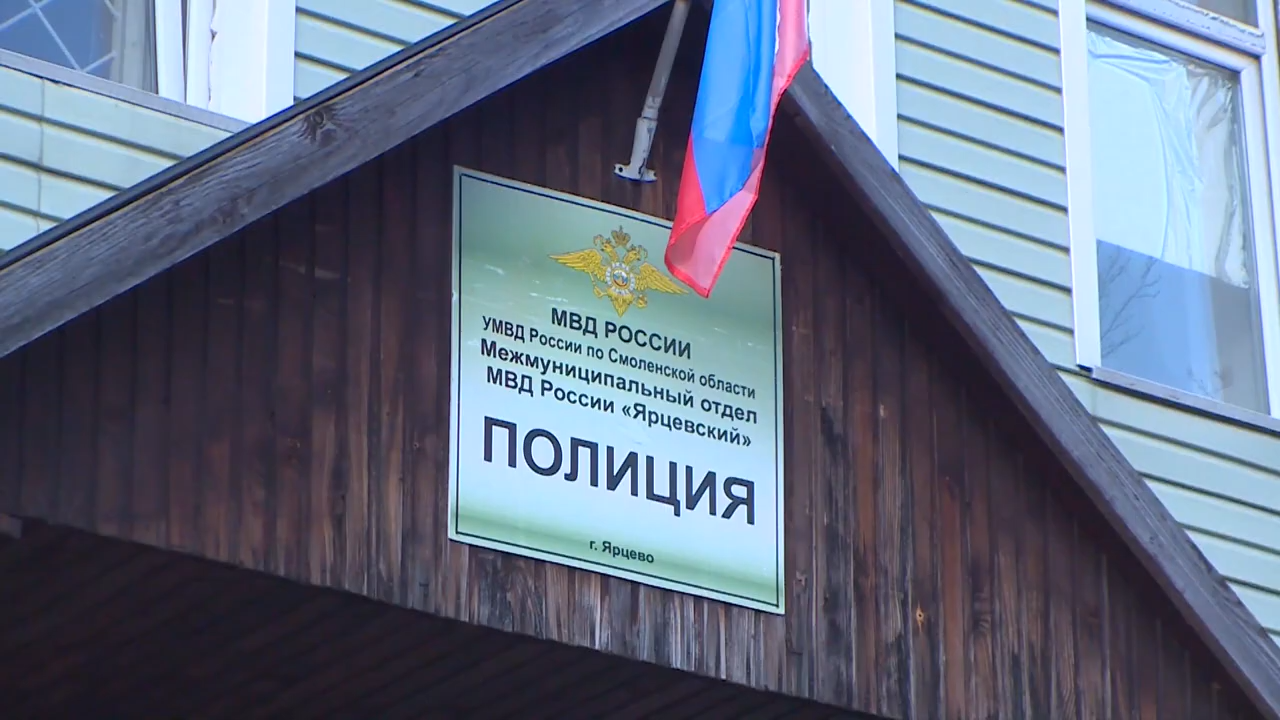 МВД РОССИИ
УМВД России по Смоленской области
Межмуниципальный отдел
МВД России «Ярцевский»
ПОЛИЦИЯ
г. Ярцево